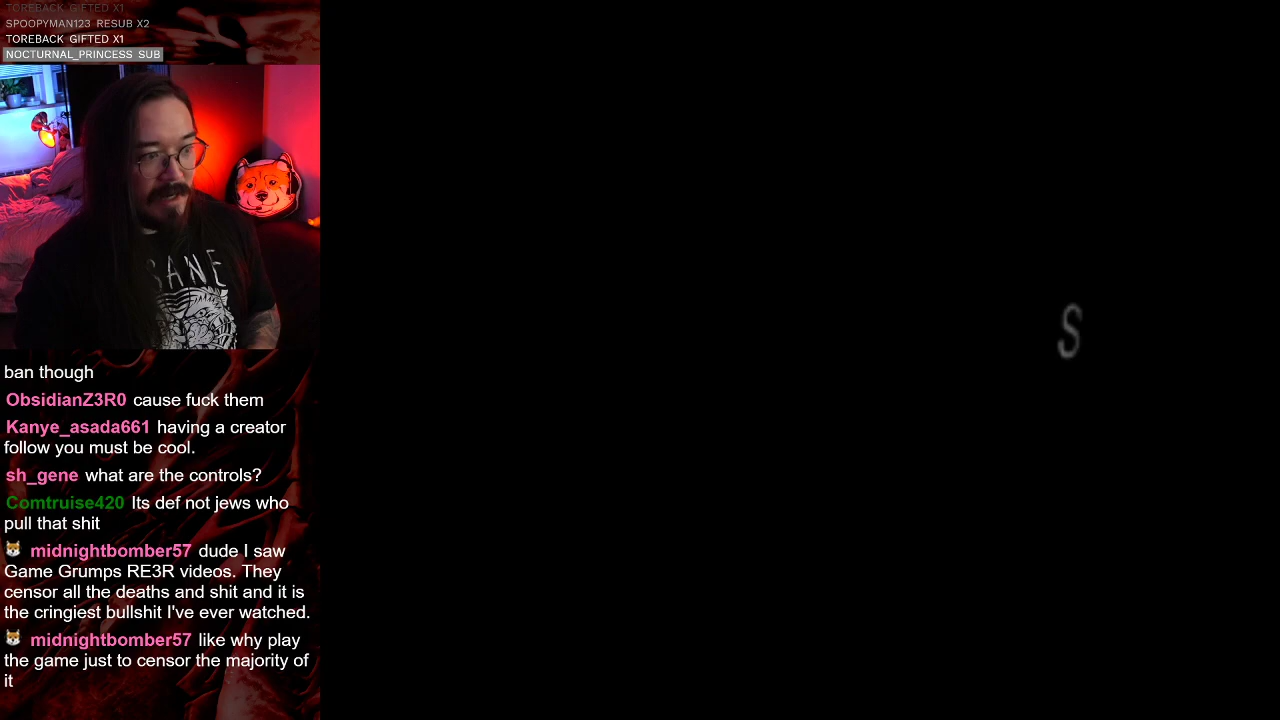 TOREBACK GIFTED X1
SPOOPYMAN123 RESUB X2
TOREBACK GIFTED X1
NOCTURNAL_PRINCESS SUB
ban though
ObsidianZ3R0 cause fuck them
Kanye_asada661 having a creator
follow you must be cool.
sh_gene what are the controls?
Comtruise420 Its def not jews who
pull that shit
midnightbomber57 dude I saw
Game Grumps RE3R videos. They
censor all the deaths and shit and it is
the cringiest bullshit I've ever watched.
midnightbomber57 like why play
the game just to censor the majority of
it
S